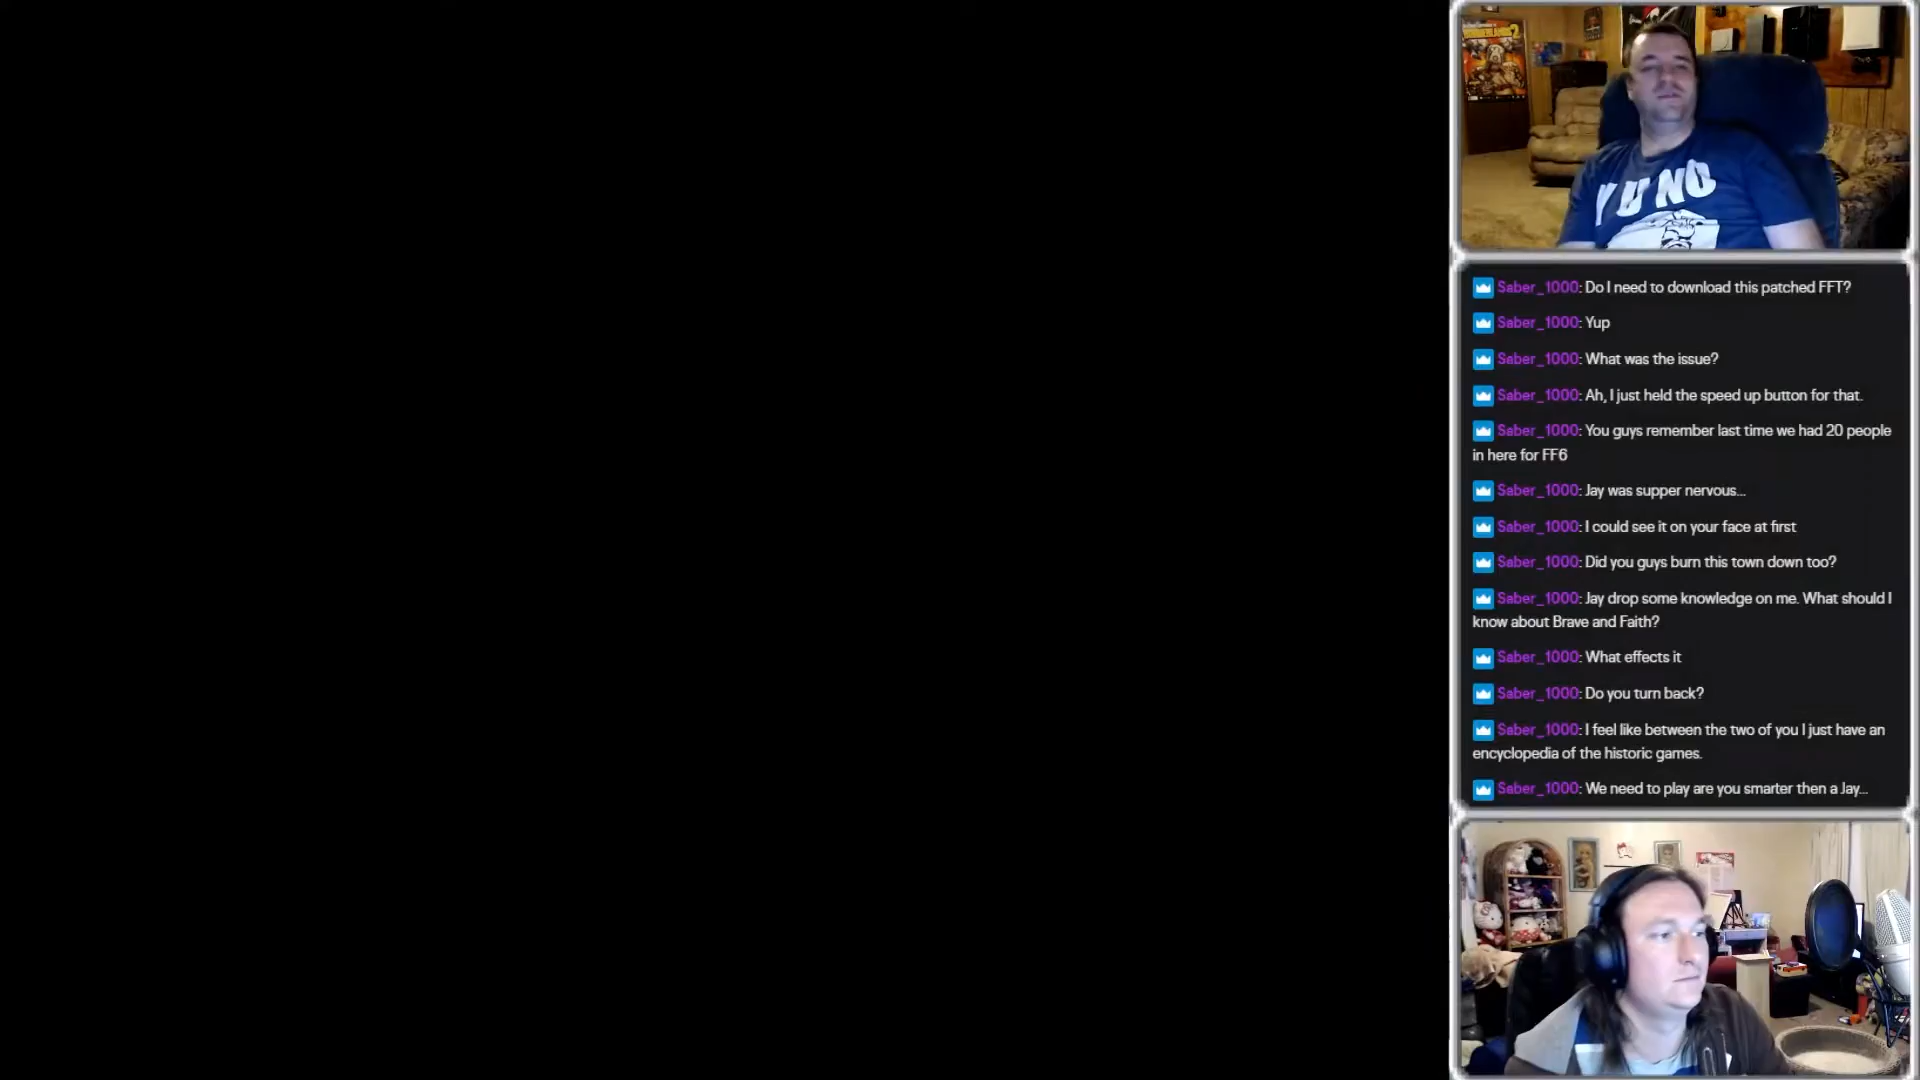 Y U NO
Saber_1000: Do I need to download this patched FFT?
Saber_1000: Yup
Saber_1000: What was the issue?
Saber_1000: Ah, I just held the speed up button for that.
Saber_1000: You guys remember last time we had 20 people
in here for FF6
Saber_1000: Jay was supper nervous...
Saber_1000: I could see it on your face at first
Saber_1000: Did you guys burn this town down too?
Saber_1000: Jay drop some knowledge on me. What should I
know about Brave and Faith?
Saber_1000: What effects it
Saber_1000: Do you turn back?
Saber_1000: I feel like between the two of you I just have an
encyclopedia of the historic games.
Saber_1000: We need to play are you smarter then a Jay...